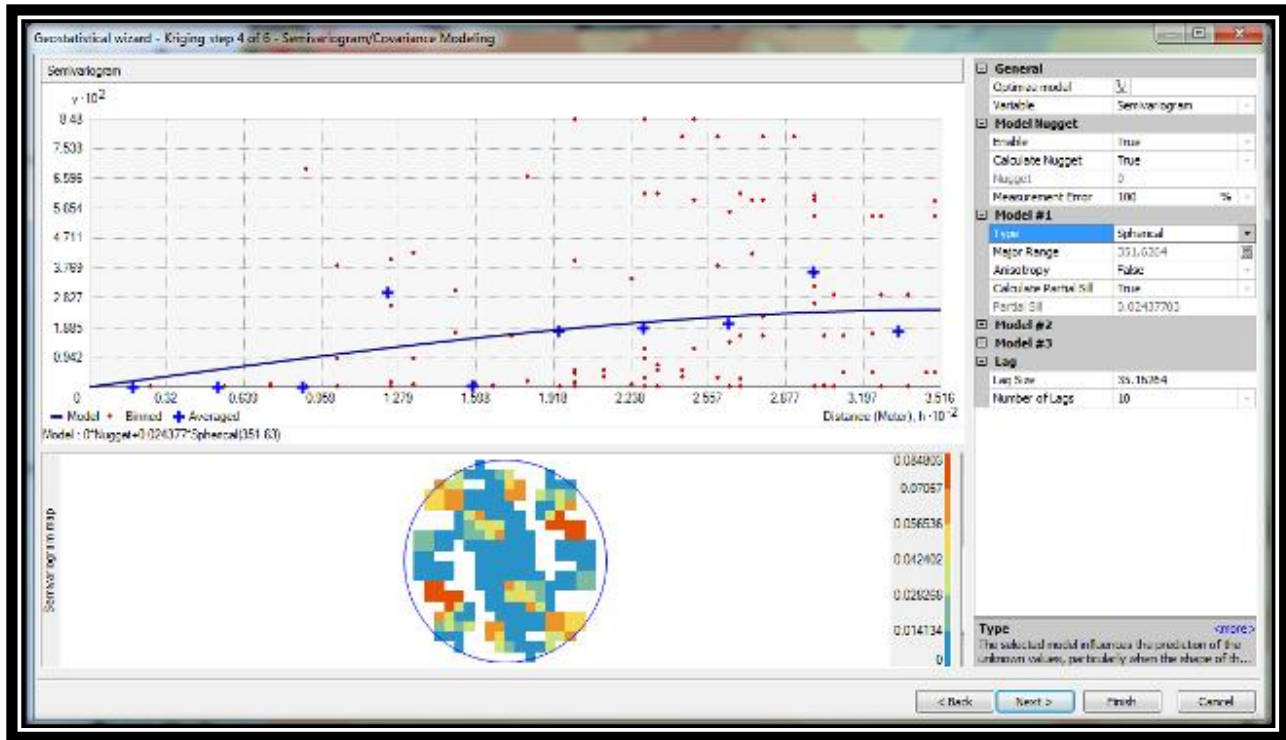 Geostatistical wizard - Kriging step 4 of 6 - Semivariogram/Covariance Modeling
Semivariogram
γ ·10²
8.48
7.538
6.596
5.654
4.711
3.769
2.827
1.885
0.942
0 0.32 0.639 0.959 1.279 1.598 1.918 2.238 2.557 2.877 3.197 3.516
Model Binned Averaged
Distance (Meter), h ·10⁻²
Model : 0*Nugget+0.024377*Spherical(351.63)
Semivariogram map
0.084803
0.07067
0.056536
0.042402
0.028268
0.014134
0
General
Optimize model
Variable Semivariogram
Model Nugget
Enable True
Calculate Nugget True
Nugget 0
Measurement Error 100 %
Model #1
Type Spherical
Major Range 351.6264
Anisotropy False
Calculate Partial Sill True
Partial Sill 0.02437703
Model #2
Model #3
Lag
Lag Size 35.16264
Number of Lags 10
Type <more>
The selected model influences the prediction of the
unknown values, particularly when the shape of th...
< Back Next > Finish Cancel